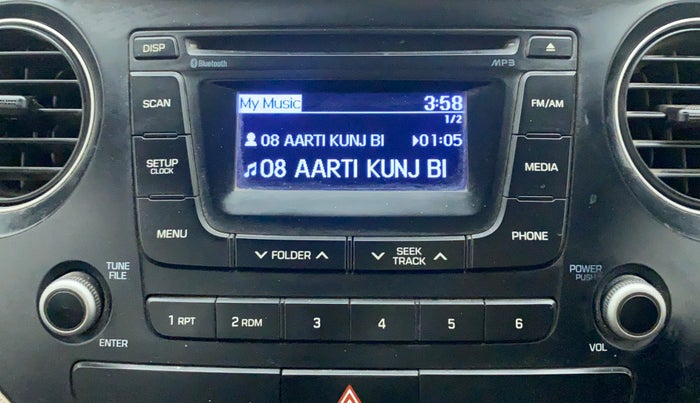 DISP
Bluetooth
MP3
SCAN
My Music 3:58
FM/AM
1/2
08 AARTI KUNJ BI 01:05
SETUP
CLOCK
08 AARTI KUNJ BI
MEDIA
MENU
PHONE
FOLDER
SEEK
TRACK
TUNE
FILE
POWER
PUSH
1 RPT
2 RDM
3
4
5
6
ENTER
VOL